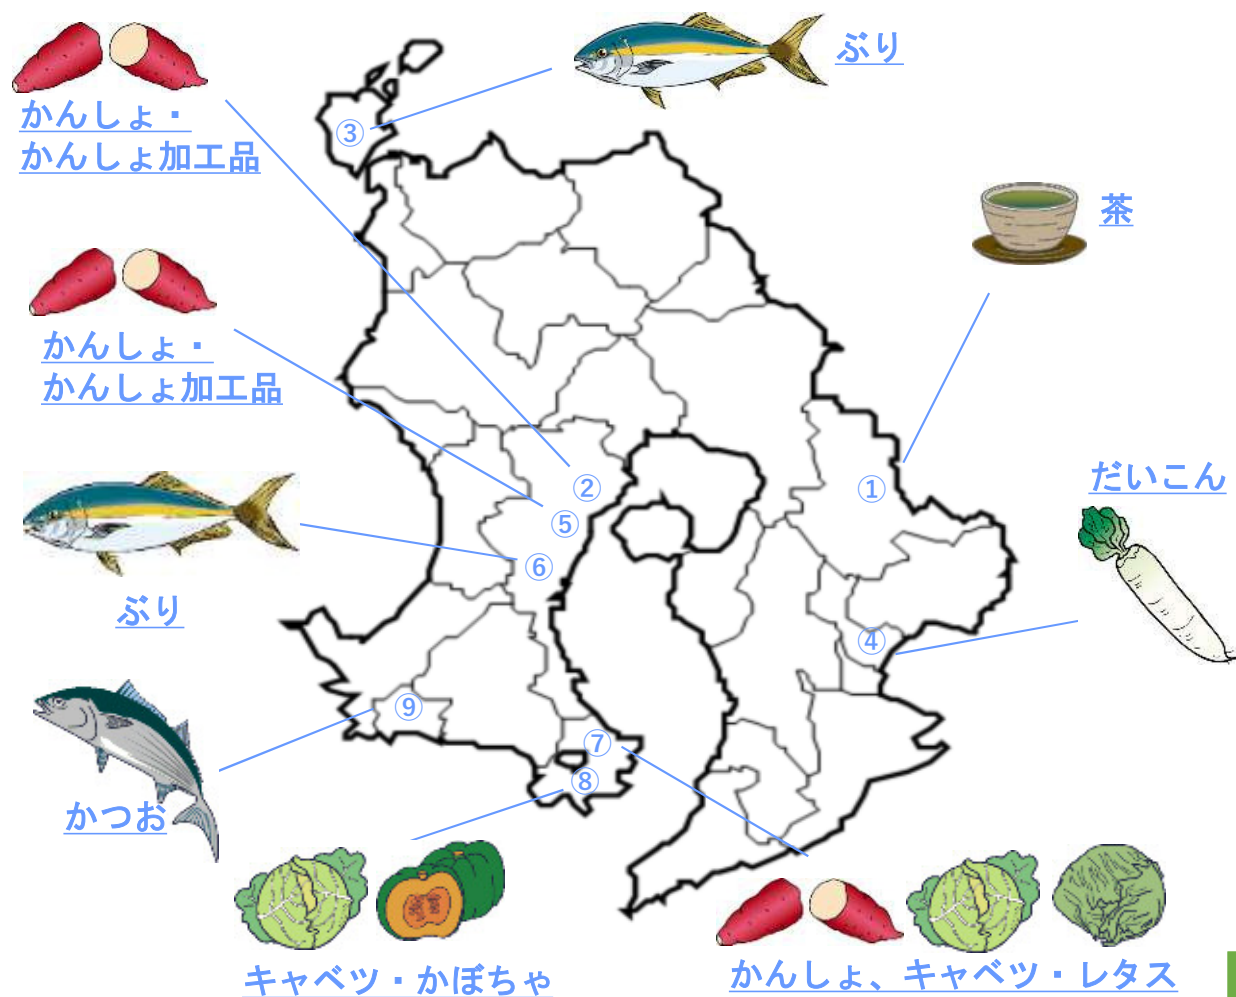 かんしょ・
かんしょ加工品
③
ぶり
茶
かんしょ・
かんしょ加工品
②
⑤
①
だいこん
⑥
ぶり
④
⑨
⑦
⑧
かつお
キャベツ・かぼちゃ
かんしょ、キャベツ・レタス